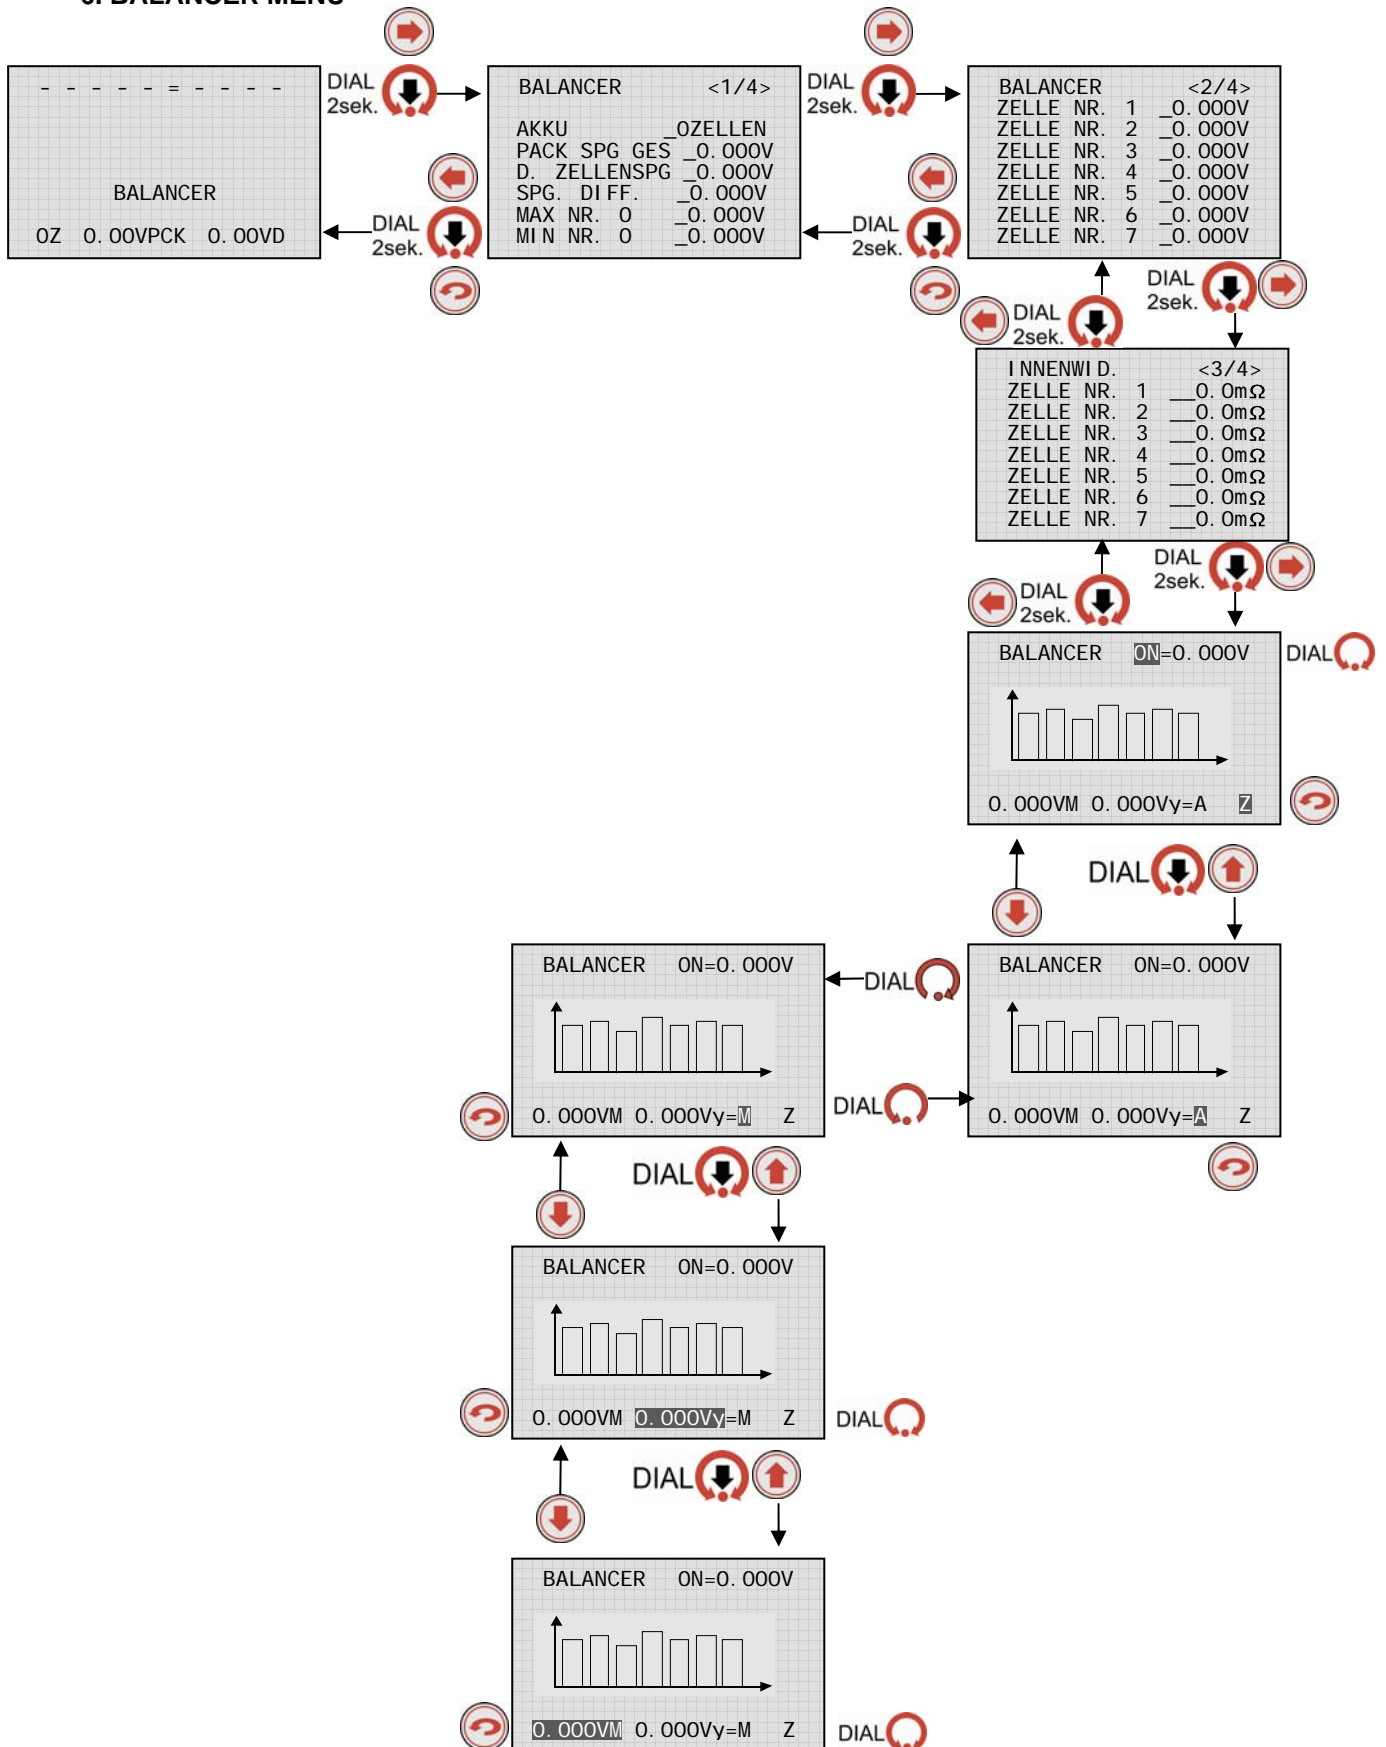 - - - - - = - - - -
BALANCER
0Z 0.00VPCK 0.00VD
DIAL
2sek.
DIAL
2sek.
BALANCER <1/4>
AKKU _0ZELLEN
PACK SPG GES _0.000V
D. ZELLENSPG _0.000V
SPG. DIFF. _0.000V
MAX NR. 0 _0.000V
MIN NR. 0 _0.000V
DIAL
2sek.
DIAL
2sek.
BALANCER <2/4>
ZELLE NR. 1 _0.000V
ZELLE NR. 2 _0.000V
ZELLE NR. 3 _0.000V
ZELLE NR. 4 _0.000V
ZELLE NR. 5 _0.000V
ZELLE NR. 6 _0.000V
ZELLE NR. 7 _0.000V
DIAL
2sek.
DIAL
2sek.
INNENWID. <3/4>
ZELLE NR. 1 __0.0mΩ
ZELLE NR. 2 __0.0mΩ
ZELLE NR. 3 __0.0mΩ
ZELLE NR. 4 __0.0mΩ
ZELLE NR. 5 __0.0mΩ
ZELLE NR. 6 __0.0mΩ
ZELLE NR. 7 __0.0mΩ
DIAL
2sek.
DIAL
2sek.
BALANCER ON=0.000V
DIAL
0.000VM 0.000Vy=A Z
DIAL
BALANCER ON=0.000V
0.000VM 0.000Vy=M Z
DIAL
DIAL
BALANCER ON=0.000V
0.000VM 0.000Vy=A Z
DIAL
BALANCER ON=0.000V
0.000VM 0.000Vy=M Z
DIAL
DIAL
BALANCER ON=0.000V
0.000VM 0.000Vy=M Z
DIAL